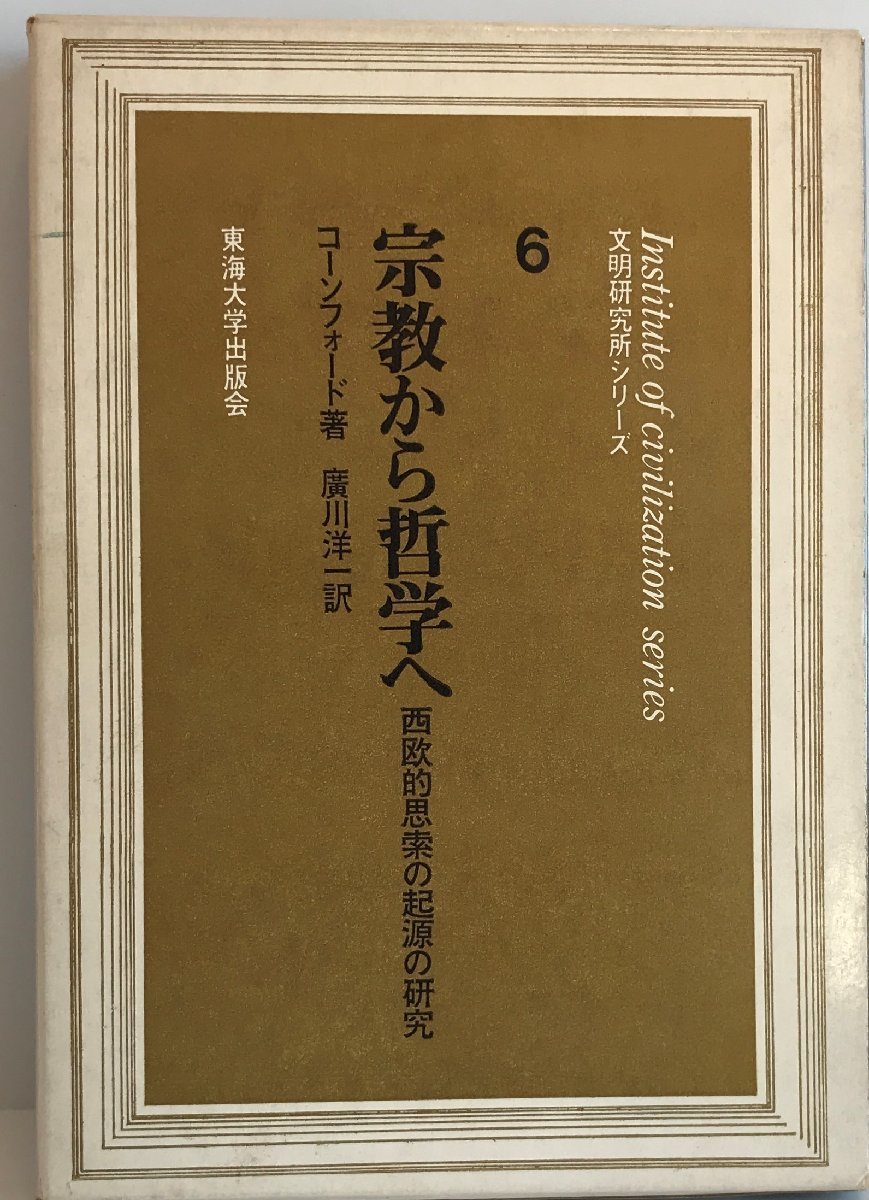 Institute of civilization series
文明研究所シリーズ
6
宗教から哲学へ
西欧的思索の起源の研究
コーンフォード著 廣川洋一訳
東海大学出版会